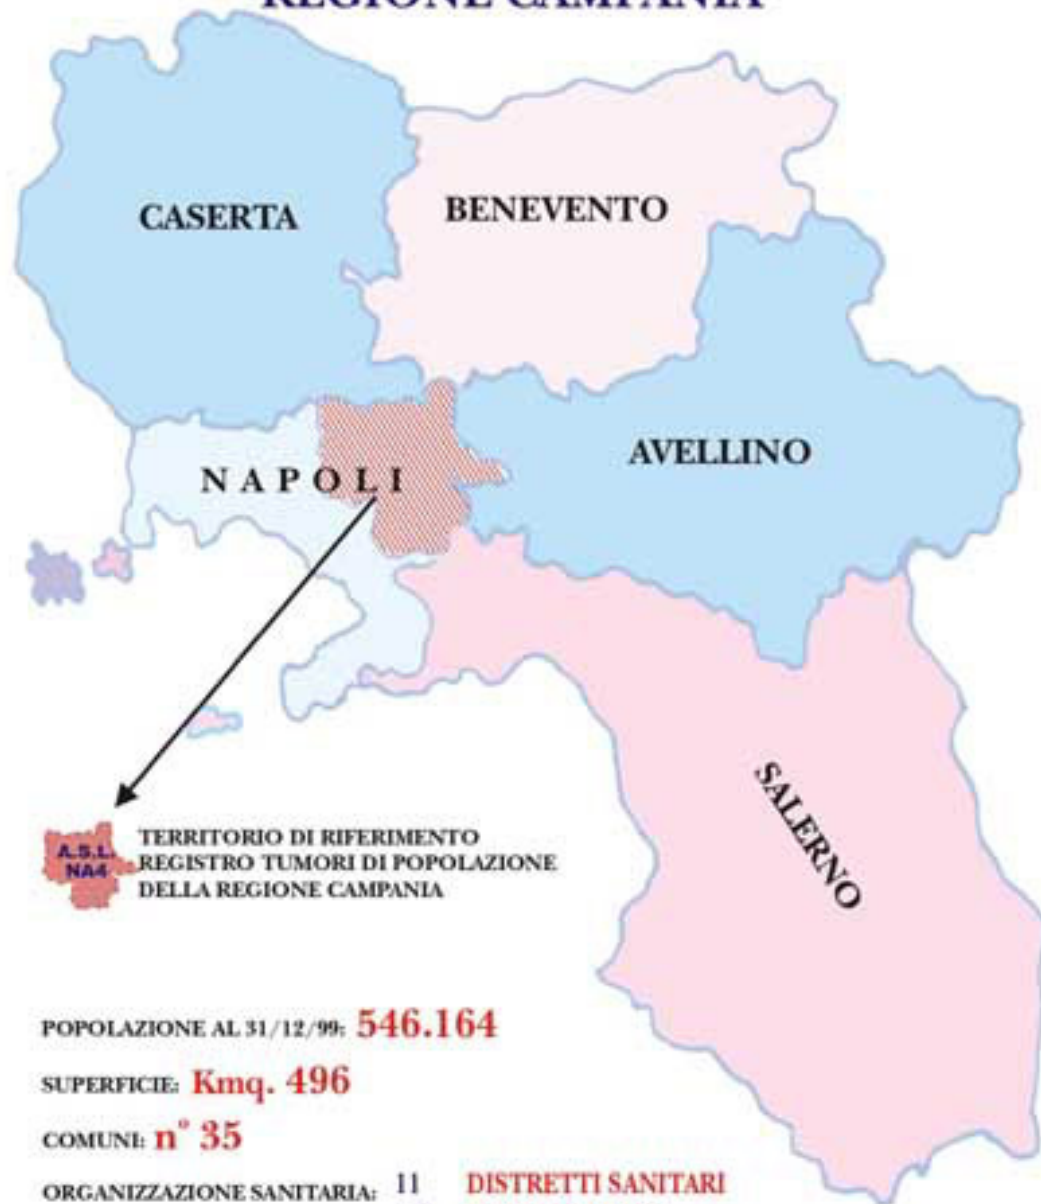 REGIONE CAMPANIA
CASERTA
BENEVENTO
AVELLINO
NAPOLI
SALERNO
A.S.L.
NA4
TERRITORIO DI RIFERIMENTO
REGISTRO TUMORI DI POPOLAZIONE
DELLA REGIONE CAMPANIA
POPOLAZIONE AL 31/12/99: 546.164
SUPERFICIE: Kmq. 496
COMUNI: n° 35
ORGANIZZAZIONE SANITARIA: 11 DISTRETTI SANITARI